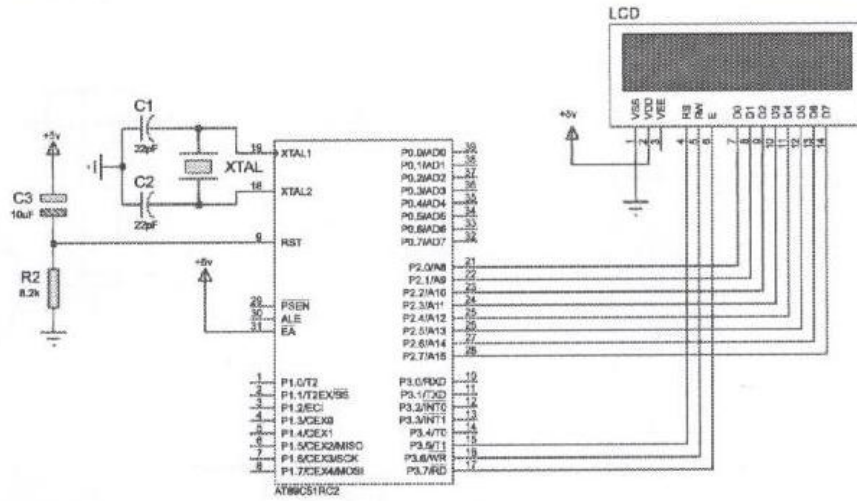 LCD
VSS
VDD
VEE
RS
RW
E
D0
D1
D2
D3
D4
D5
D6
D7
1
2
3
4
5
6
7
8
9
10
11
12
13
14
+5v
C1
22pF
XTAL
C2
22pF
+5v
C3
10uF
R2
8.2k
+5v
19 XTAL1
18 XTAL2
9 RST
29 PSEN
30 ALE
31 EA
1 P1.0/T2
2 P1.1/T2EX/SS
3 P1.2/ECI
4 P1.3/CEX0
5 P1.4/CEX1
6 P1.5/CEX2/MISO
7 P1.6/CEX3/SCK
8 P1.7/CEX4/MOSI
P0.0/AD0 39
P0.1/AD1 38
P0.2/AD2 37
P0.3/AD3 36
P0.4/AD4 35
P0.5/AD5 34
P0.6/AD6 33
P0.7/AD7 32
P2.0/A8 21
P2.1/A9 22
P2.2/A10 23
P2.3/A11 24
P2.4/A12 25
P2.5/A13 26
P2.6/A14 27
P2.7/A15 28
P3.0/RXD 10
P3.1/TXD 11
P3.2/INT0 12
P3.3/INT1 13
P3.4/T0 14
P3.5/T1 15
P3.6/WR 16
P3.7/RD 17
AT89C51RC2